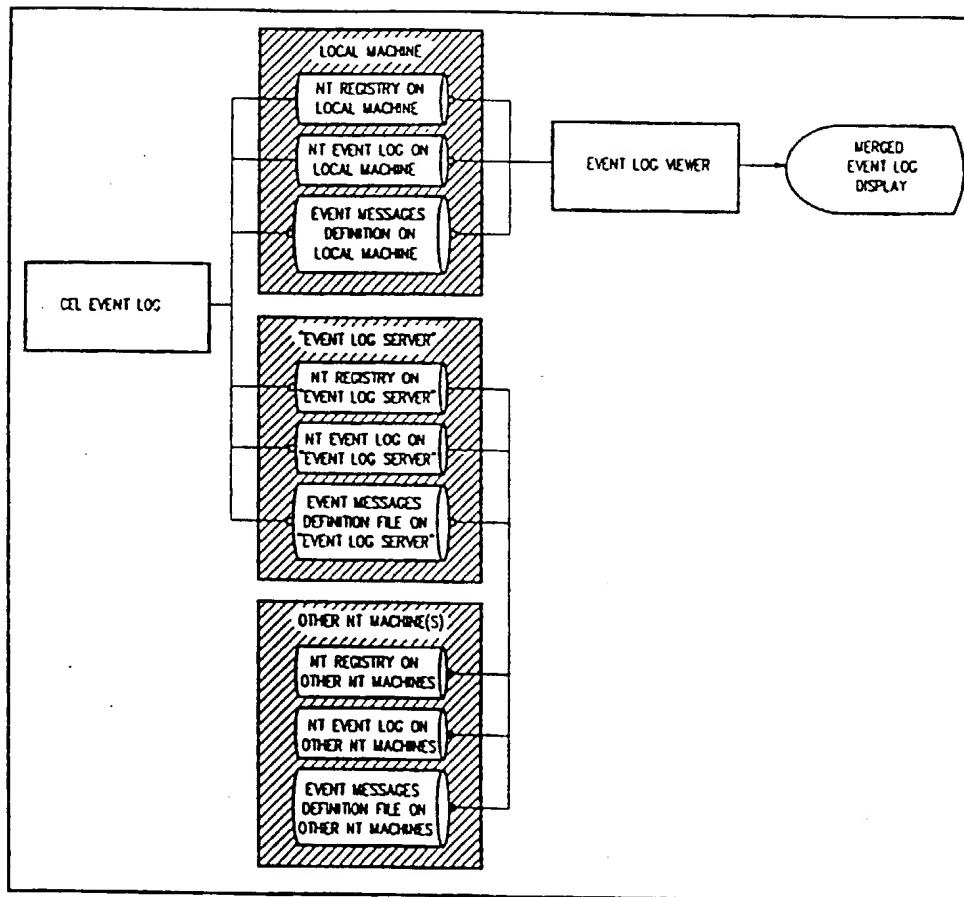 LOCAL MACHINE
NT REGISTRY ON
LOCAL MACHINE
NT EVENT LOG ON
LOCAL MACHINE
EVENT MESSAGES
DEFINITION ON
LOCAL MACHINE
CEL EVENT LOG
EVENT LOG VIEWER
MERGED
EVENT LOG
DISPLAY
"EVENT LOG SERVER"
NT REGISTRY ON
"EVENT LOG SERVER"
NT EVENT LOG ON
"EVENT LOG SERVER"
EVENT MESSAGES
DEFINITION FILE ON
"EVENT LOG SERVER"
OTHER NT MACHINE(S)
NT REGISTRY ON
OTHER NT MACHINES
NT EVENT LOG ON
OTHER NT MACHINES
EVENT MESSAGES
DEFINITION FILE ON
OTHER NT MACHINES